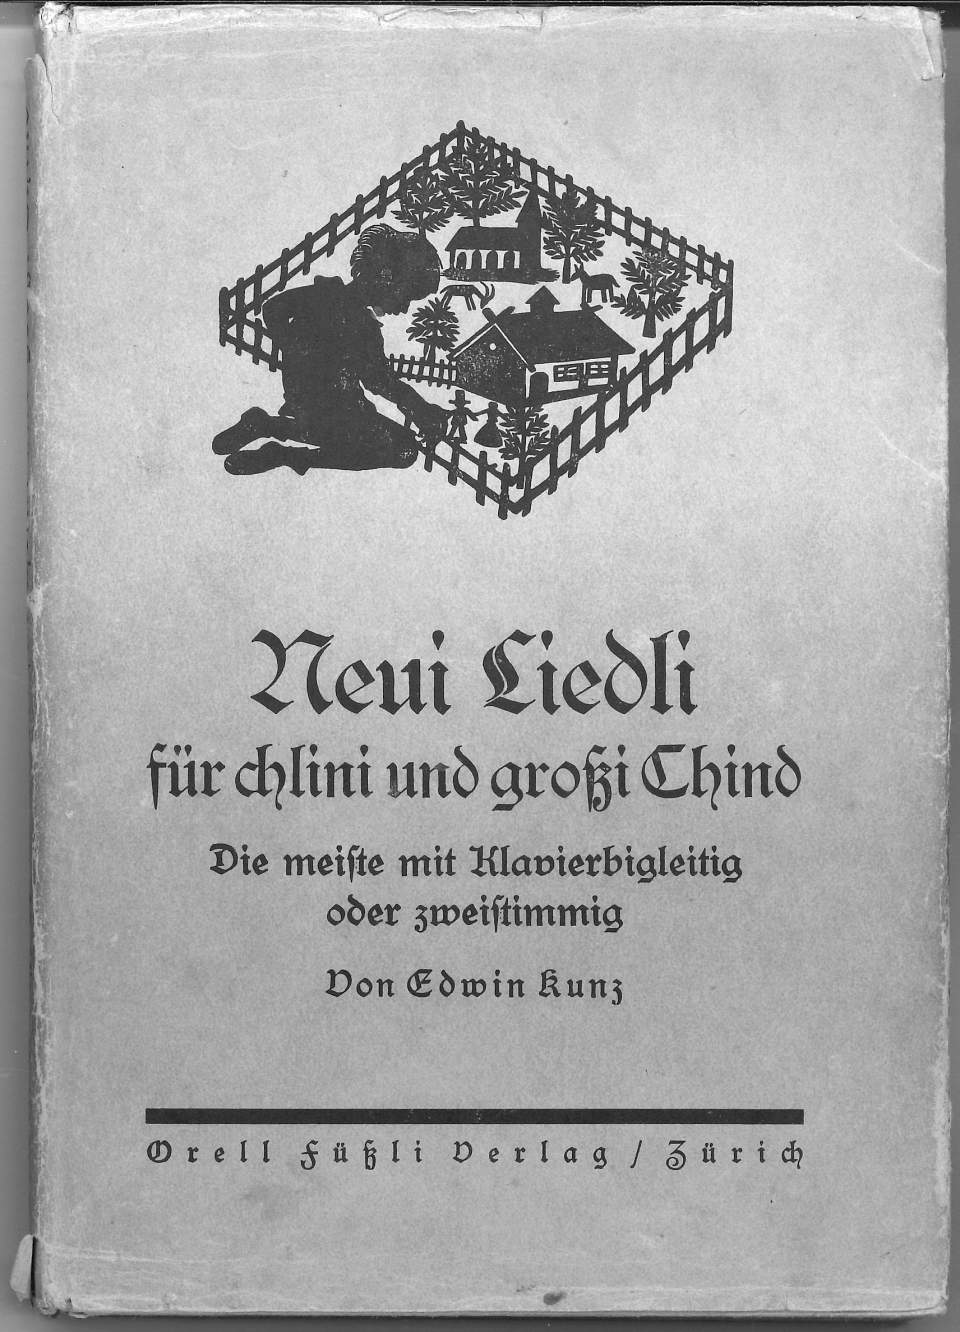 Neui Liedli
für chlini und großi Chind
Die meiste mit Klavierbigleitig
oder zweistimmig
Von Edwin Kunz
Orell Füßli Verlag / Zürich